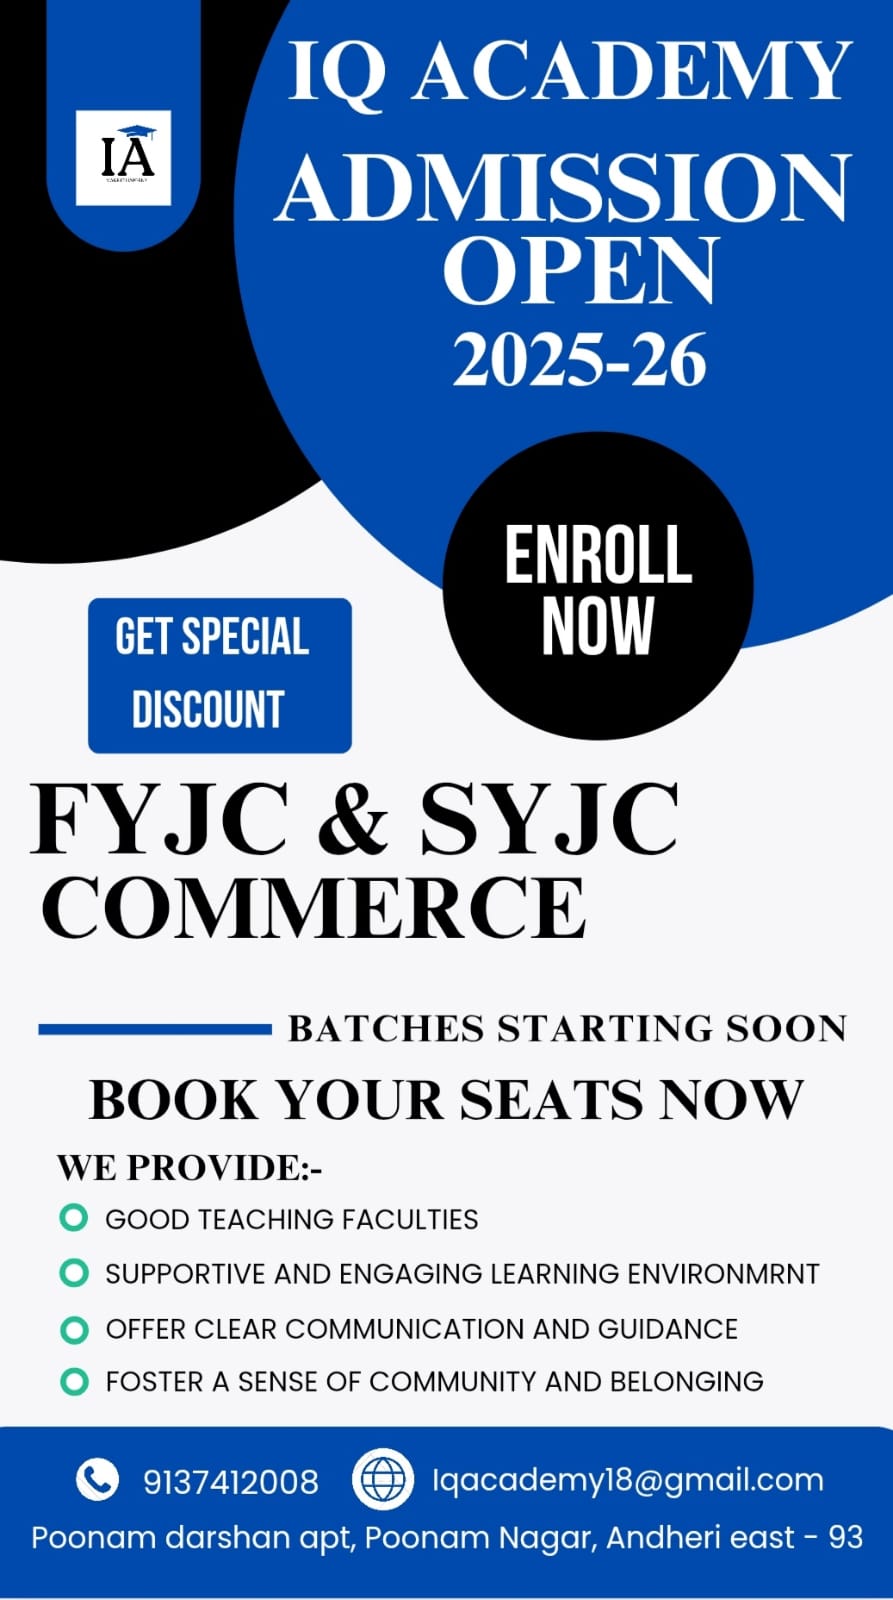 IA
IQ ACADEMY
ADMISSION
OPEN
2025-26
ENROLL
NOW
GET SPECIAL
DISCOUNT
FYJC & SYJC
COMMERCE
BATCHES STARTING SOON
BOOK YOUR SEATS NOW
WE PROVIDE:-
GOOD TEACHING FACULTIES
SUPPORTIVE AND ENGAGING LEARNING ENVIRONMRNT
OFFER CLEAR COMMUNICATION AND GUIDANCE
FOSTER A SENSE OF COMMUNITY AND BELONGING
9137412008 Iqacademy18@gmail.com
Poonam darshan apt, Poonam Nagar, Andheri east - 93